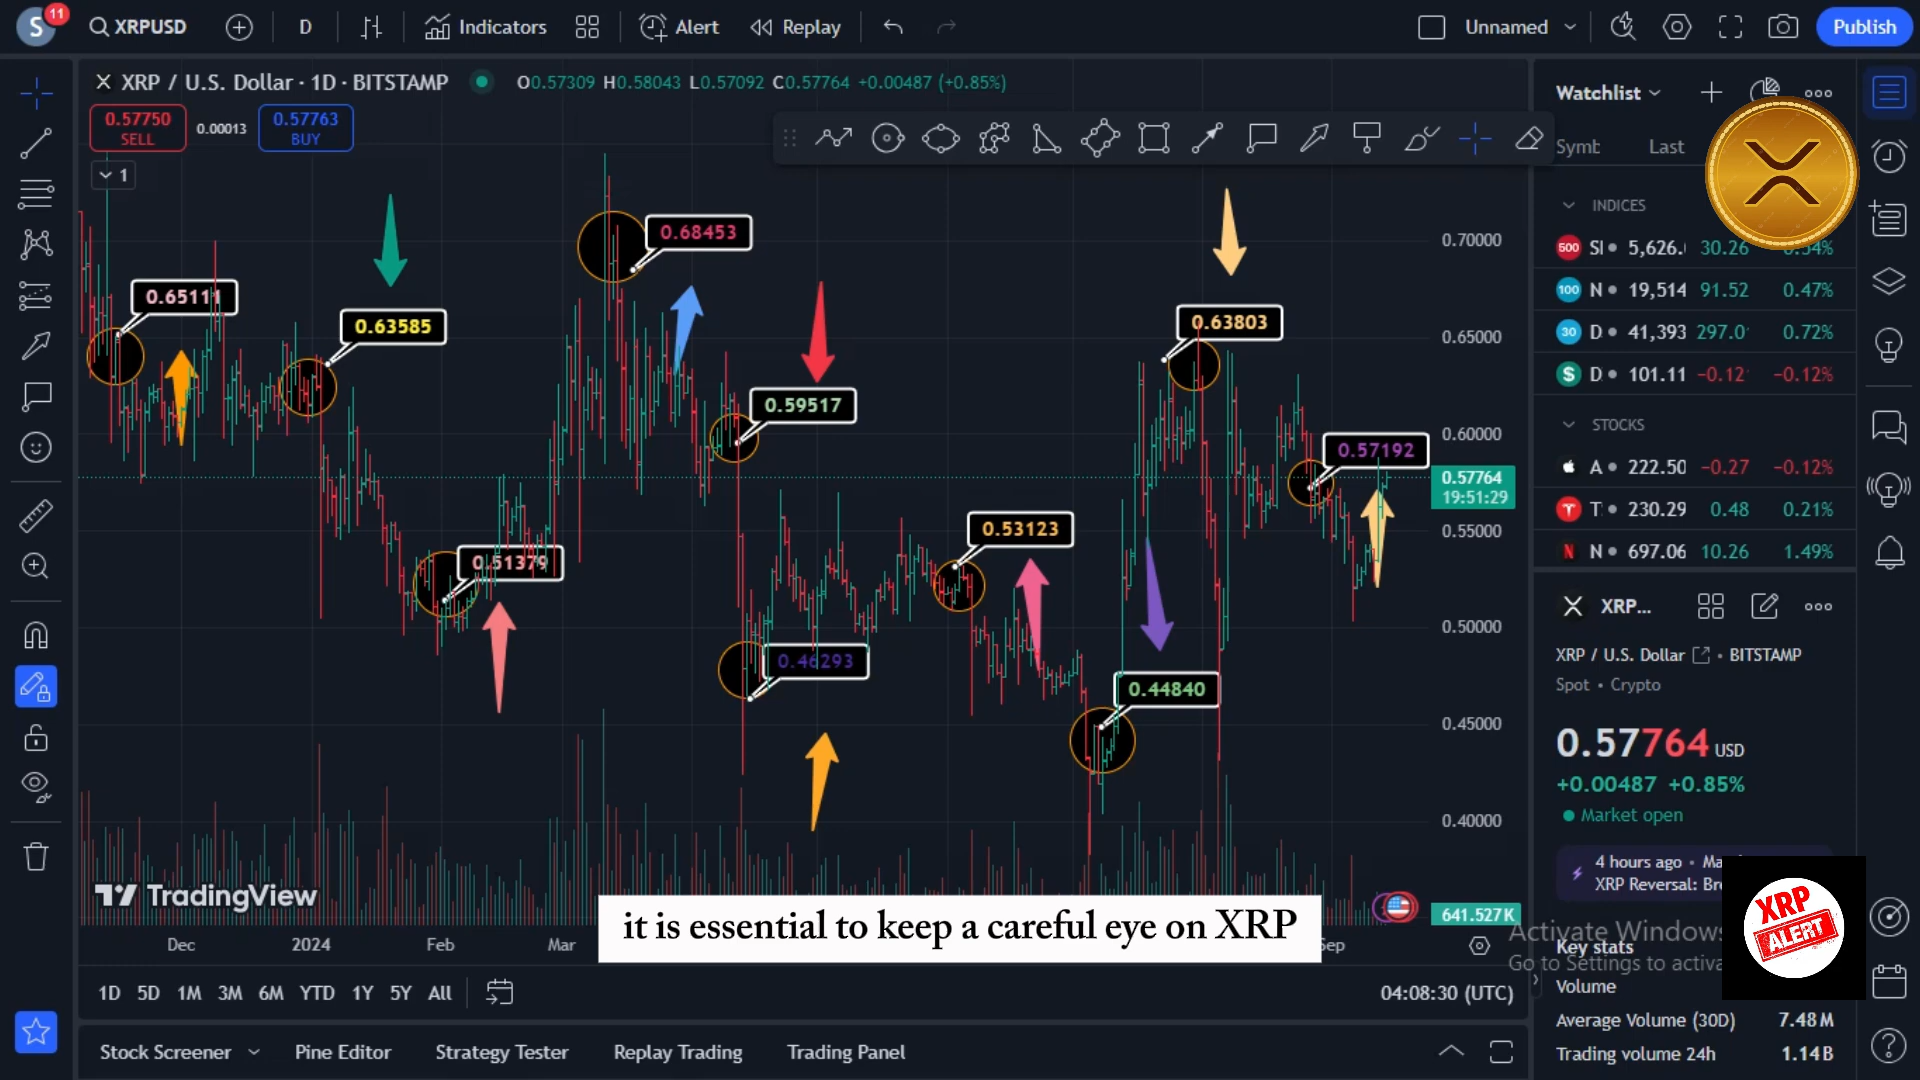 S 11 XRPUSD D Indicators Alert Replay Unnamed Publish
X XRP / U.S. Dollar · 1D · BITSTAMP O0.57309 H0.58043 L0.57092 C0.57764 +0.00487 (+0.85%)
0.57750 SELL 0.00013 0.57763 BUY
1
0.65111
0.63585
0.68453
0.59517
0.51379
0.46293
0.53123
0.44840
0.63803
0.57192
0.70000
0.65000
0.60000
0.57764
19:51:29
0.55000
0.50000
0.45000
0.40000
641.527K
TradingView
it is essential to keep a careful eye on XRP
Dec 2024 Feb Mar Sep
1D 5D 1M 3M 6M YTD 1Y 5Y All 04:08:30 (UTC)
Stock Screener Pine Editor Strategy Tester Replay Trading Trading Panel
Watchlist
Last
INDICES
500 5,626. 30.26
100 N 19,514 91.52 0.47%
30 D 41,393 297.0 0.72%
$ D 101.11 −0.12 −0.12%
STOCKS
A 222.50 −0.27 −0.12%
T 230.29 0.48 0.21%
N N 697.06 10.26 1.49%
XRP...
XRP / U.S. Dollar • BITSTAMP
Spot • Crypto
0.57764 USD
+0.00487 +0.85%
Market open
4 hours ago •
XRP Reversal:
XRP
ALERT
Activate Windows
Go to Settings to activa
Key stats
Volume
Average Volume (30D) 7.48M
Trading volume 24h 1.14B